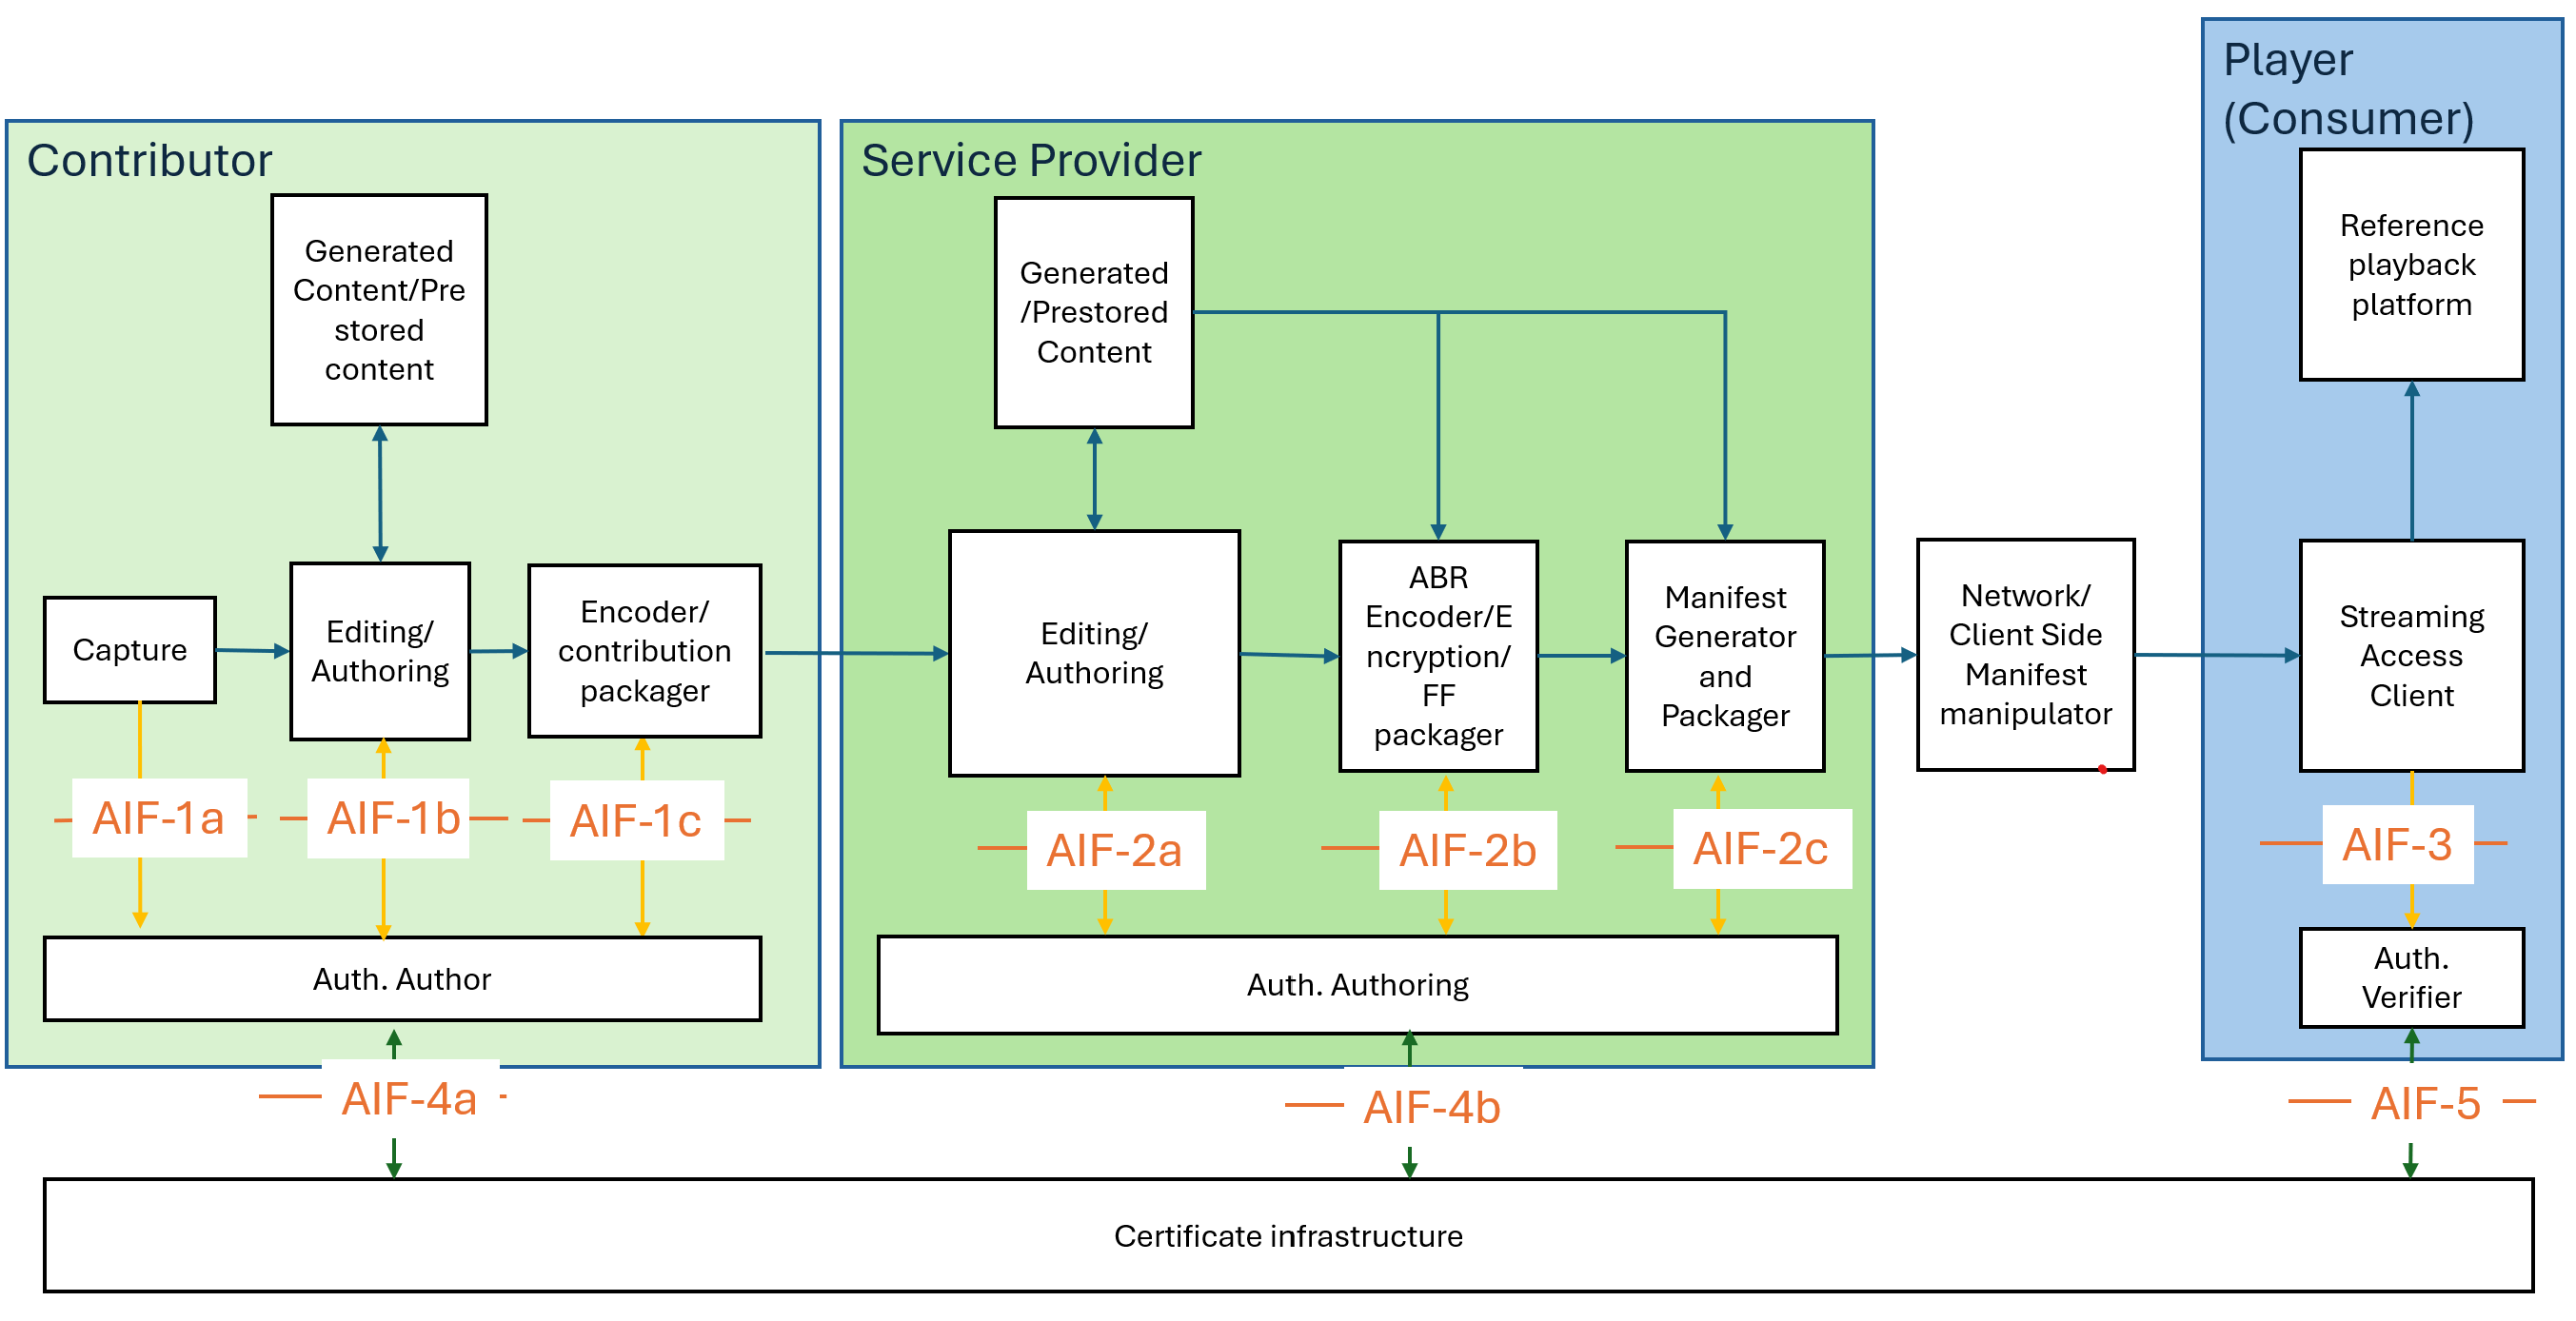 Player
(Consumer)
Contributor
Service Provider
Generated
Content/Pre
stored
content
Generated
/Prestored
Content
Reference
playback
platform
Capture
Editing/
Authoring
Encoder/
contribution
packager
Editing/
Authoring
ABR
Encoder/E
ncryption/
FF
packager
Manifest
Generator
and
Packager
Network/
Client Side
Manifest
manipulator
Streaming
Access
Client
AIF-1a
AIF-1b
AIF-1c
AIF-2a
AIF-2b
AIF-2c
AIF-3
Auth. Author
Auth. Authoring
Auth.
Verifier
AIF-4a
AIF-4b
AIF-5
Certificate infrastructure